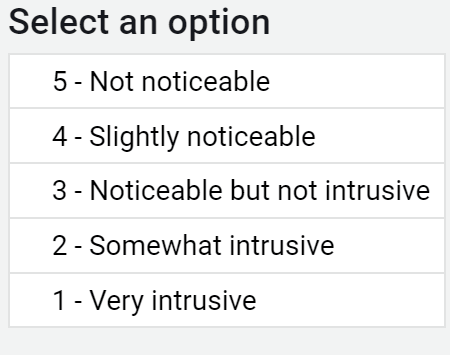 Select an option
5 - Not noticeable
4 - Slightly noticeable
3 - Noticeable but not intrusive
2 - Somewhat intrusive
1 - Very intrusive